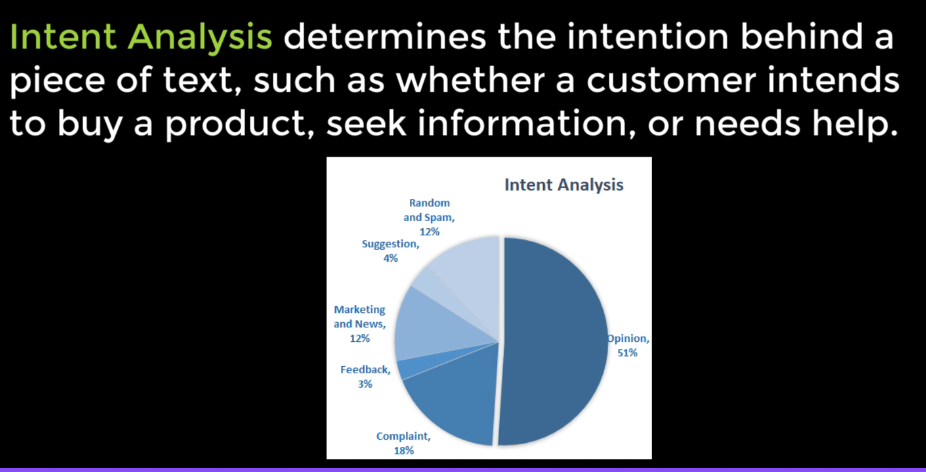 Intent Analysis determines the intention behind a
piece of text, such as whether a customer intends
to buy a product, seek information, or needs help.
Intent Analysis
Random
and Spam,
12%
Suggestion,
4%
Marketing
and News,
12%
Feedback,
3%
Complaint,
18%
Opinion,
51%